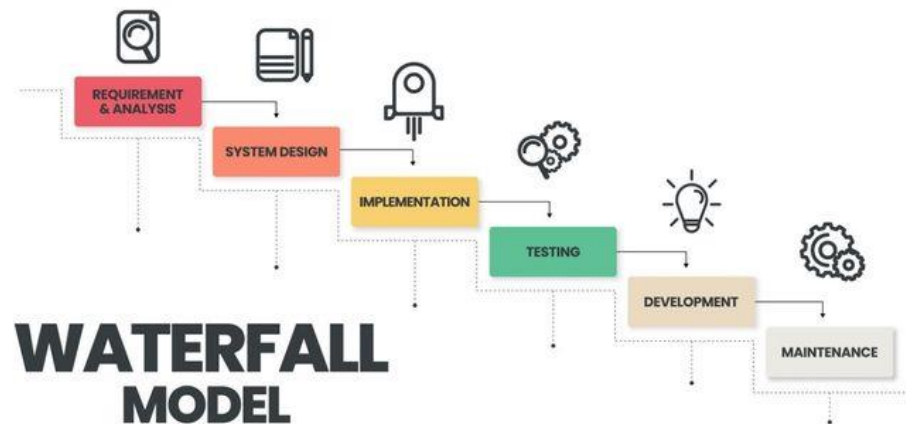 REQUIREMENT
& ANALYSIS
SYSTEM DESIGN
IMPLEMENTATION
TESTING
DEVELOPMENT
MAINTENANCE
WATERFALL
MODEL